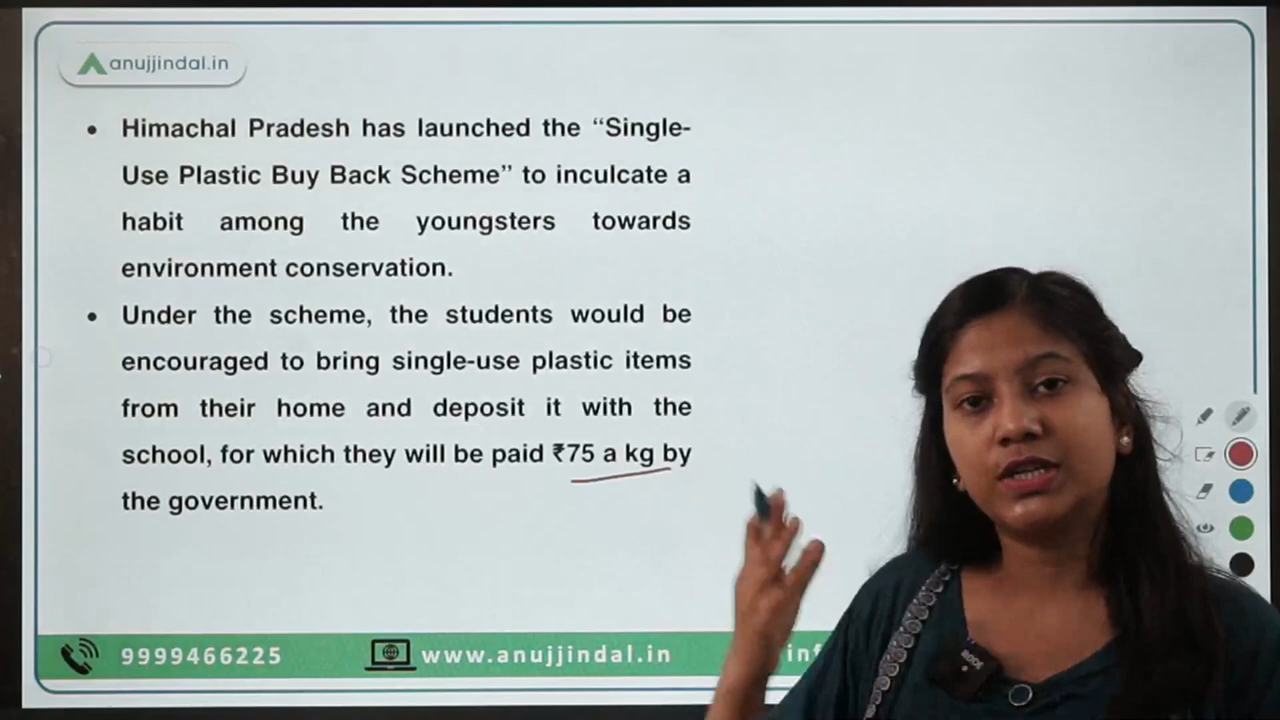 anujjindal.in
• Himachal Pradesh has launched the “Single-
Use Plastic Buy Back Scheme” to inculcate a
habit among the youngsters towards
environment conservation.
• Under the scheme, the students would be
encouraged to bring single-use plastic items
from their home and deposit it with the
school, for which they will be paid ₹75 a kg by
the government.
9999466225
www.anujjindal.in
inf